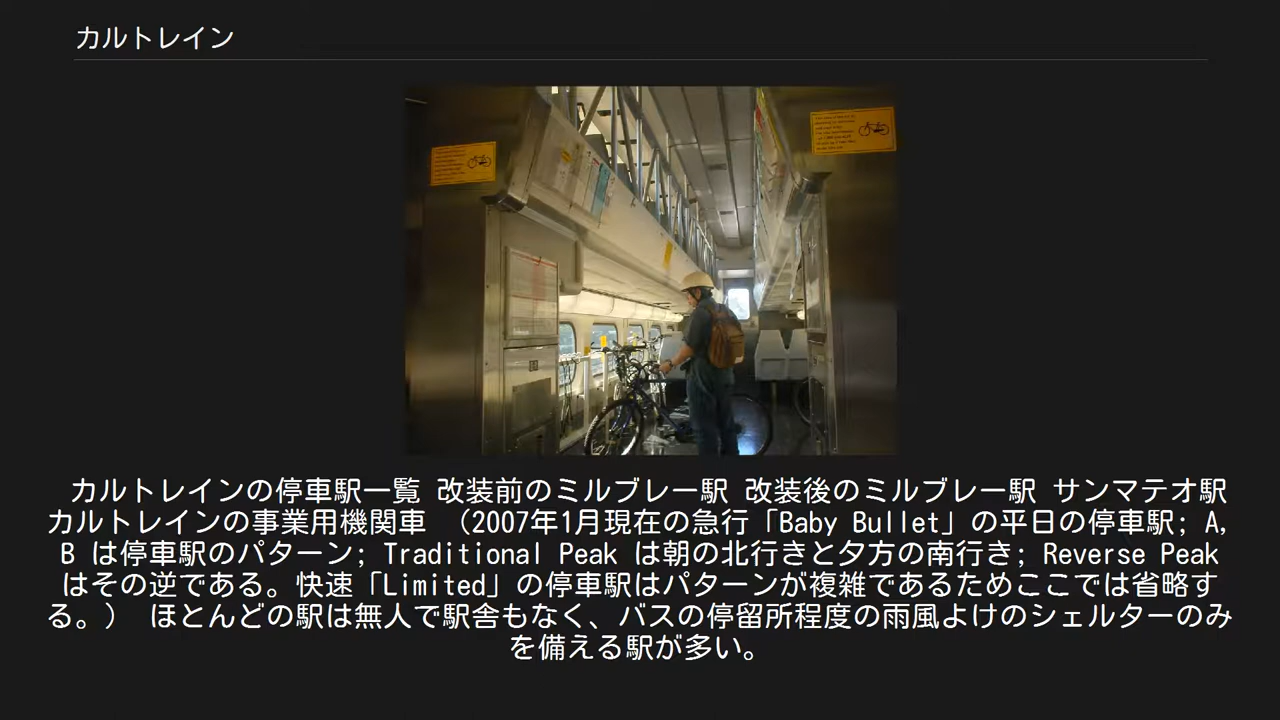 カルトレイン
カルトレインの停車駅一覧 改装前のミルブレー駅 改装後のミルブレー駅 サンマテオ駅
カルトレインの事業用機関車 （2007年1月現在の急行「Baby Bullet」の平日の停車駅; A,
B は停車駅のパターン; Traditional Peak は朝の北行きと夕方の南行き; Reverse Peak
はその逆である。快速「Limited」の停車駅はパターンが複雑であるためここでは省略す
る。） ほとんどの駅は無人で駅舎もなく、バスの停留所程度の雨風よけのシェルターのみ
を備える駅が多い。